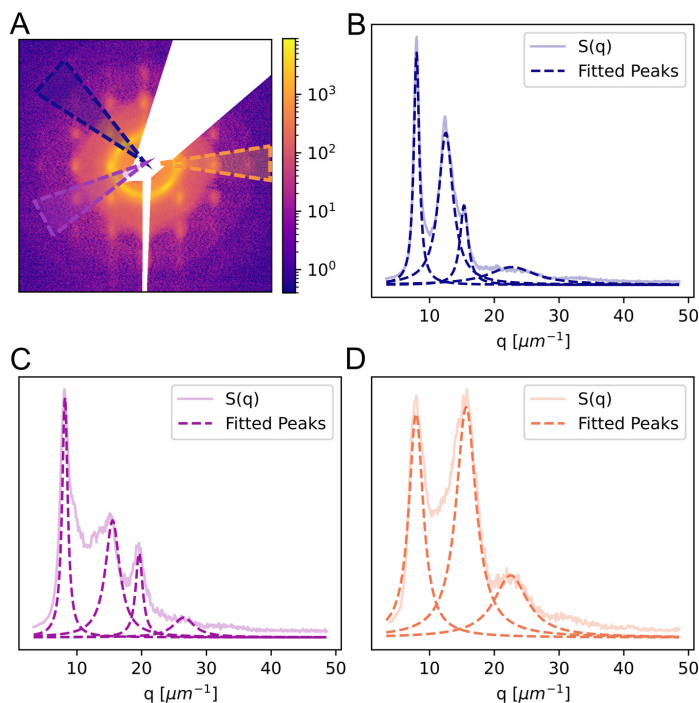 A
10³
10²
10¹
10⁰
B
S(q)
Fitted Peaks
10 20 30 40 50
q [μm⁻¹]
C
S(q)
Fitted Peaks
10 20 30 40 50
q [μm⁻¹]
D
S(q)
Fitted Peaks
10 20 30 40 50
q [μm⁻¹]